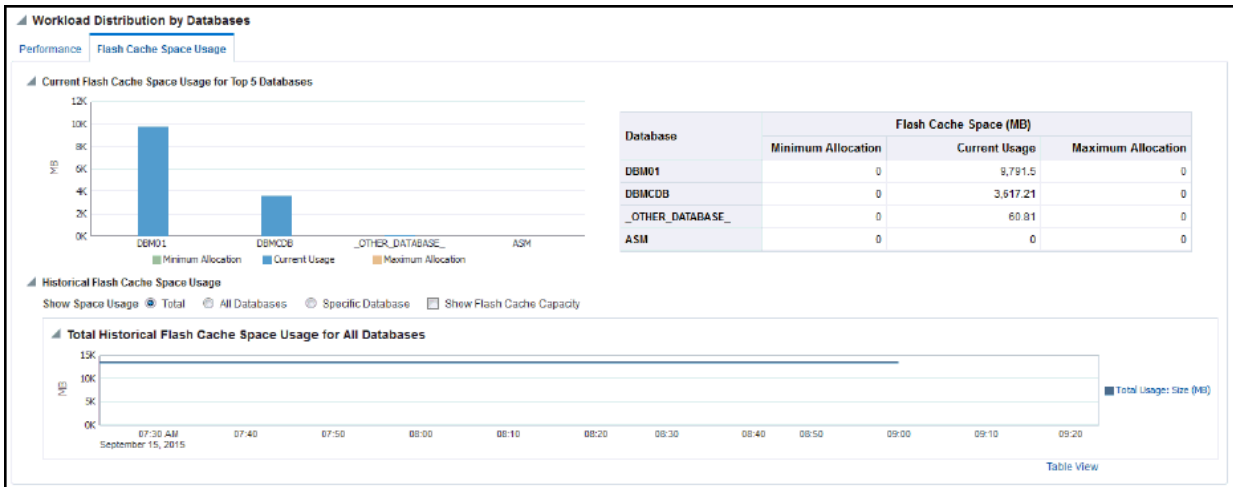 Workload Distribution by Databases
Performance Flash Cache Space Usage
Current Flash Cache Space Usage for Top 5 Databases
12K
10K
8K
6K
4K
2K
0K
MB
DBM01 DBMCDB _OTHER_DATABASE_ ASM
Minimum Allocation Current Usage Maximum Allocation
Database Flash Cache Space (MB)
Minimum Allocation Current Usage Maximum Allocation
DBM01 0 9,791.5 0
DBMCDB 0 3,617.21 0
_OTHER_DATABASE_ 0 60.81 0
ASM 0 0 0
Historical Flash Cache Space Usage
Show Space Usage Total All Databases Specific Database Show Flash Cache Capacity
Total Historical Flash Cache Space Usage for All Databases
15K
10K
5K
0K
MB
Total Usage: Size (MB)
07:30 AM 07:40 07:50 08:00 08:10 08:20 08:30 08:40 08:50 09:00 09:10 09:20
September 15, 2015
Table View